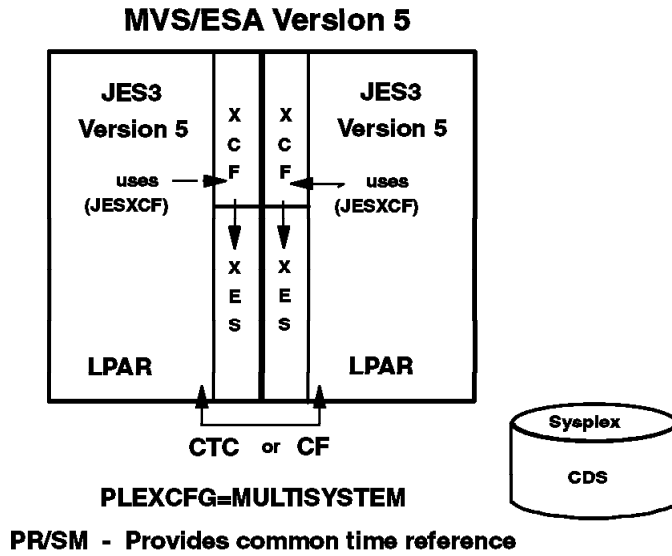 MVS/ESA Version 5
JES3
Version 5
uses
(JESXCF)
LPAR
X
C
F
X
E
S
X
C
F
X
E
S
JES3
Version 5
uses
(JESXCF)
LPAR
CTC or CF
Sysplex
CDS
PLEXCFG=MULTISYSTEM
PR/SM - Provides common time reference